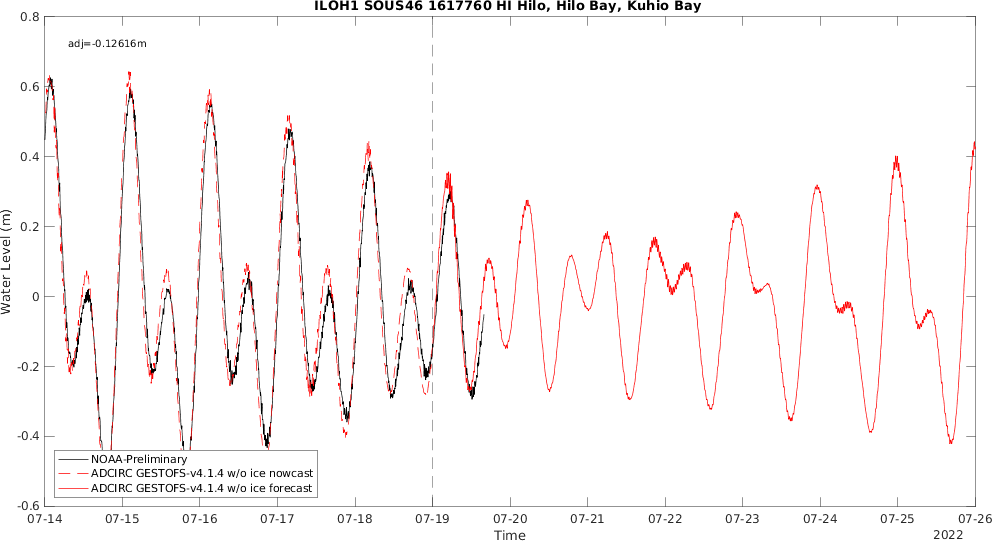 ILOH1 SOUS46 1617760 HI Hilo, Hilo Bay, Kuhio Bay
adj=-0.12616m
0.8
0.6
0.4
0.2
0
-0.2
-0.4
-0.6
Water Level (m)
NOAA-Preliminary
ADCIRC GESTOFS-v4.1.4 w/o ice nowcast
ADCIRC GESTOFS-v4.1.4 w/o ice forecast
07-14 07-15 07-16 07-17 07-18 07-19 07-20 07-21 07-22 07-23 07-24 07-25 07-26
Time
2022